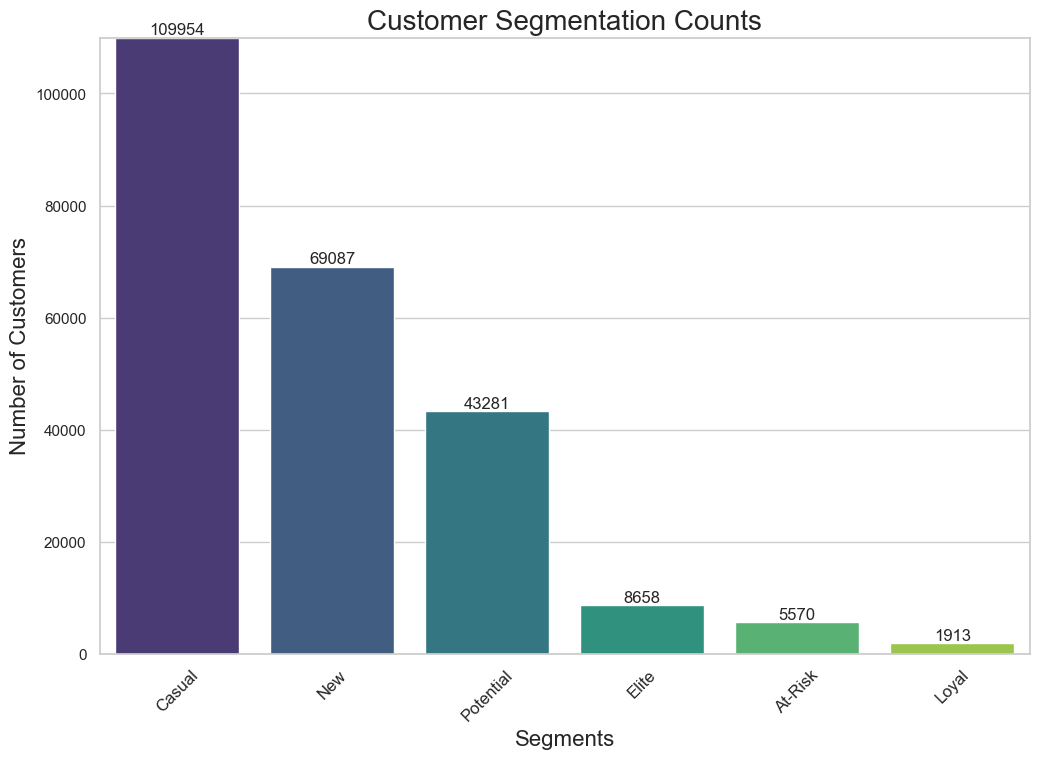 Customer Segmentation Counts
109954
100000
80000
69087
60000
43281
40000
20000
8658
5570
1913
0
Number of Customers
Casual
New
Potential
Elite
At-Risk
Loyal
Segments